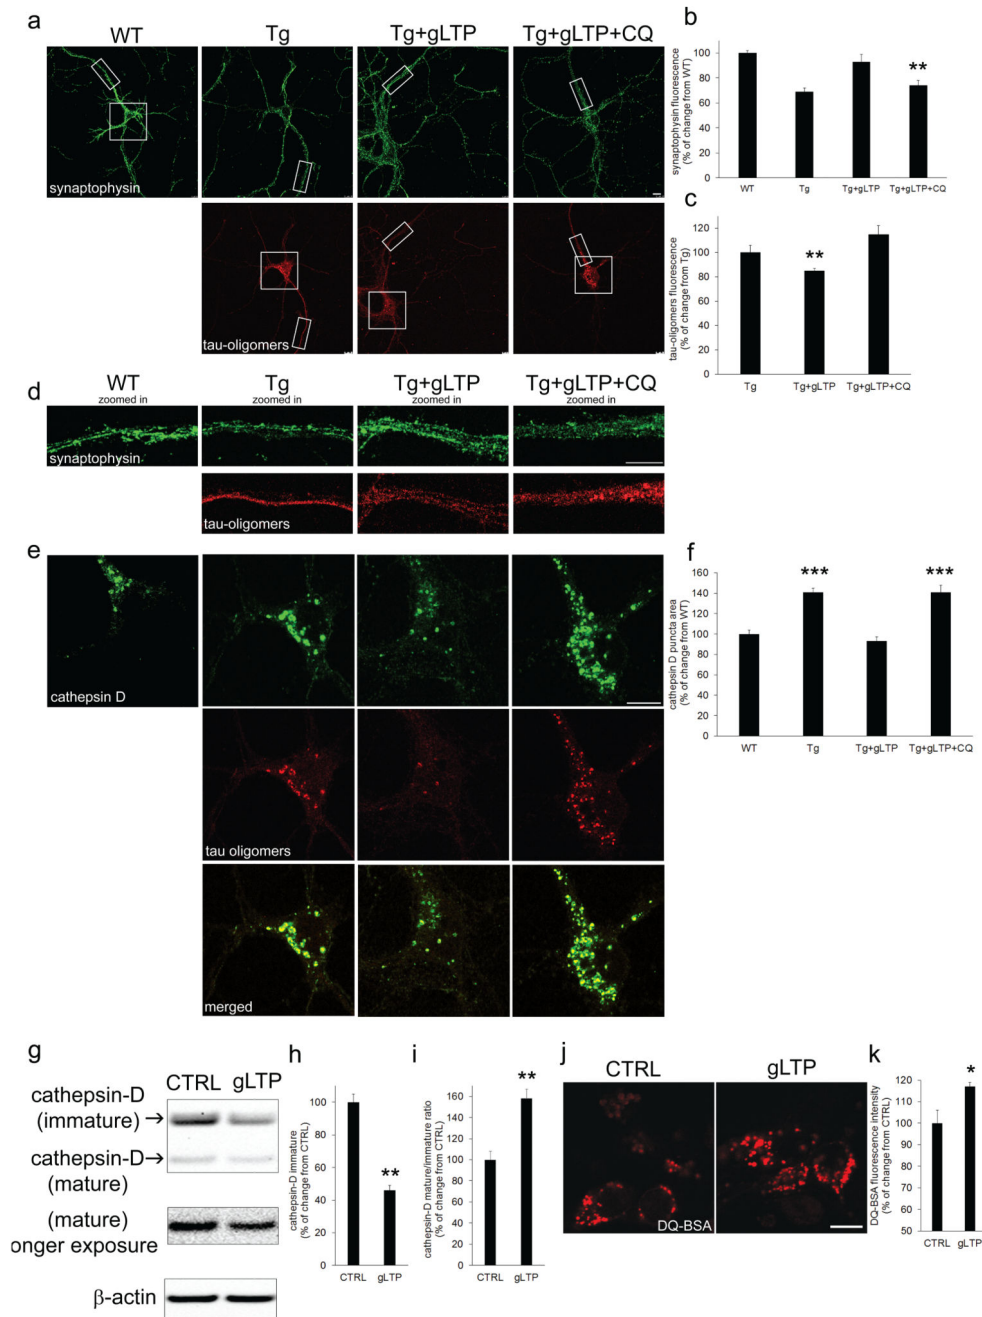 a
WT Tg Tg+gLTP Tg+gLTP+CQ
synaptophysin
tau-oligomers
b
synaptophysin fluorescence
(% of change from WT)
120
100
80
60
40
20
0
WT Tg Tg+gLTP Tg+gLTP+CQ
**
c
tau-oligomers fluorescence
(% of change from Tg)
120
100
80
60
40
20
0
Tg Tg+gLTP Tg+gLTP+CQ
**
d
WT Tg Tg+gLTP Tg+gLTP+CQ
zoomed in zoomed in zoomed in zoomed in
synaptophysin
tau-oligomers
e
cathepsin D
tau oligomers
merged
f
cathepsin D puncta area
(% of change from WT)
160
140
120
100
80
60
40
20
0
WT Tg Tg+gLTP Tg+gLTP+CQ
*** ***
g
CTRL gLTP
cathepsin-D
(immature)
cathepsin-D
(mature)
(mature)
onger exposure
β-actin
h
cathepsin-D immature
(% of change from CTRL)
100
80
60
40
20
0
CTRL gLTP
**
i
cathepsin-D mature/immature ratio
(% of change from CTRL)
160
140
120
100
80
60
40
20
0
CTRL gLTP
**
j
CTRL gLTP
DQ-BSA
k
DQ-BSA fluorescence intensity
(% of change from CTRL)
120
110
100
90
80
70
60
50
CTRL gLTP
*